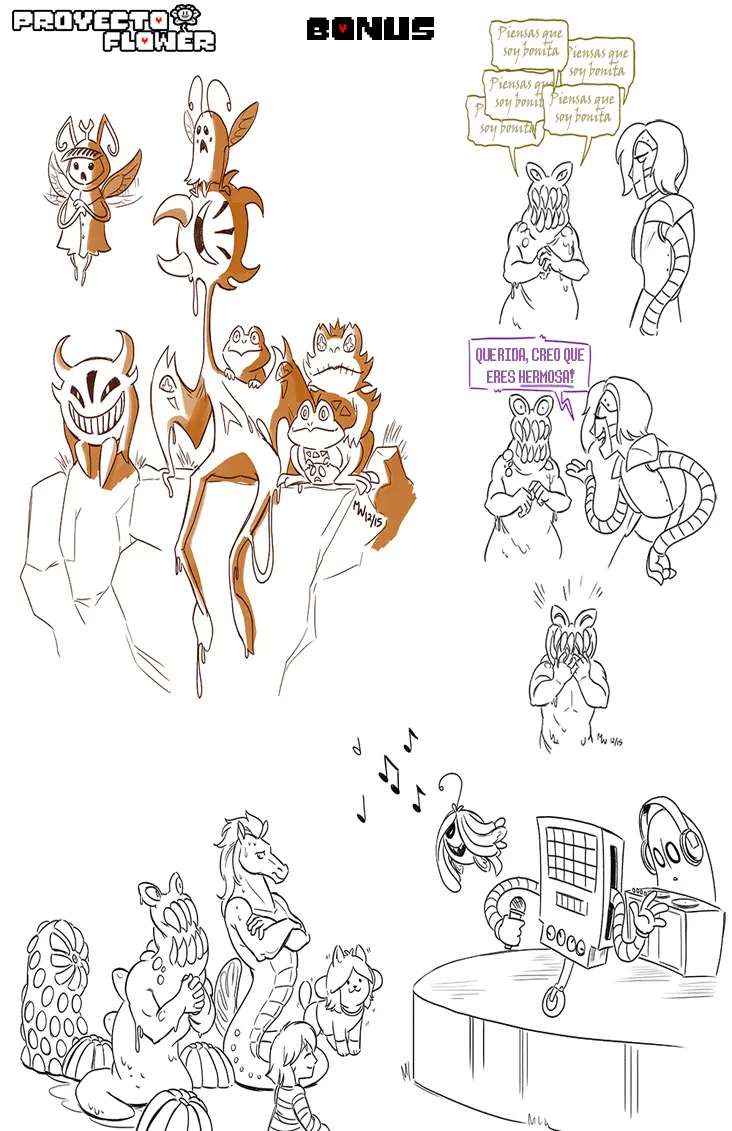 PROYECTO
FLOWER
BONUS
Piensas que
soy bonita
Piensas que
soy bonita
Piensas que
soy bonita
Piensas que
soy bonita
Piensas que
soy bonita
QUERIDA, CREO QUE
ERES HERMOSA!
MW 12/15
MW 12/15